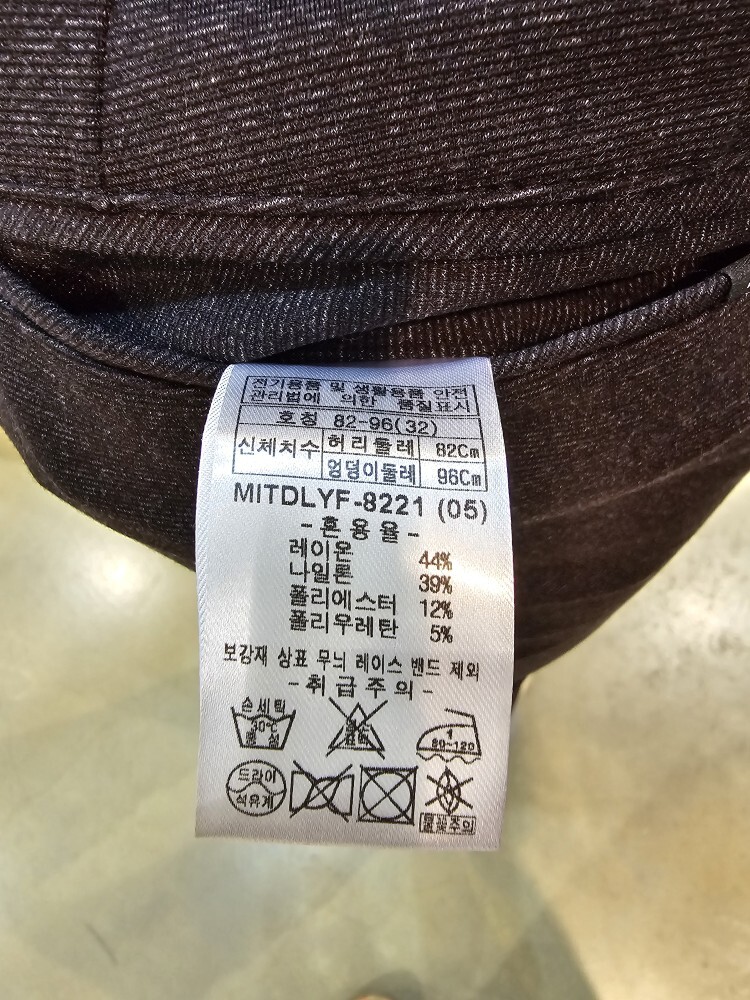 전기용품 및 생활용품 안전
관리법에 의한 품질표시
호칭 82-96(32)
신체치수 허리둘레 82Cm
엉덩이둘레 96Cm
MITDLYF-8221 (05)
-혼용율-
레이온 44%
나일론 39%
폴리에스터 12%
폴리우레탄 5%
보강재 상표 무늬 레이스 밴드 제외
-취급주의-
손세탁
30℃
중성
1
80~120
드라이
석유계
불꽃주의